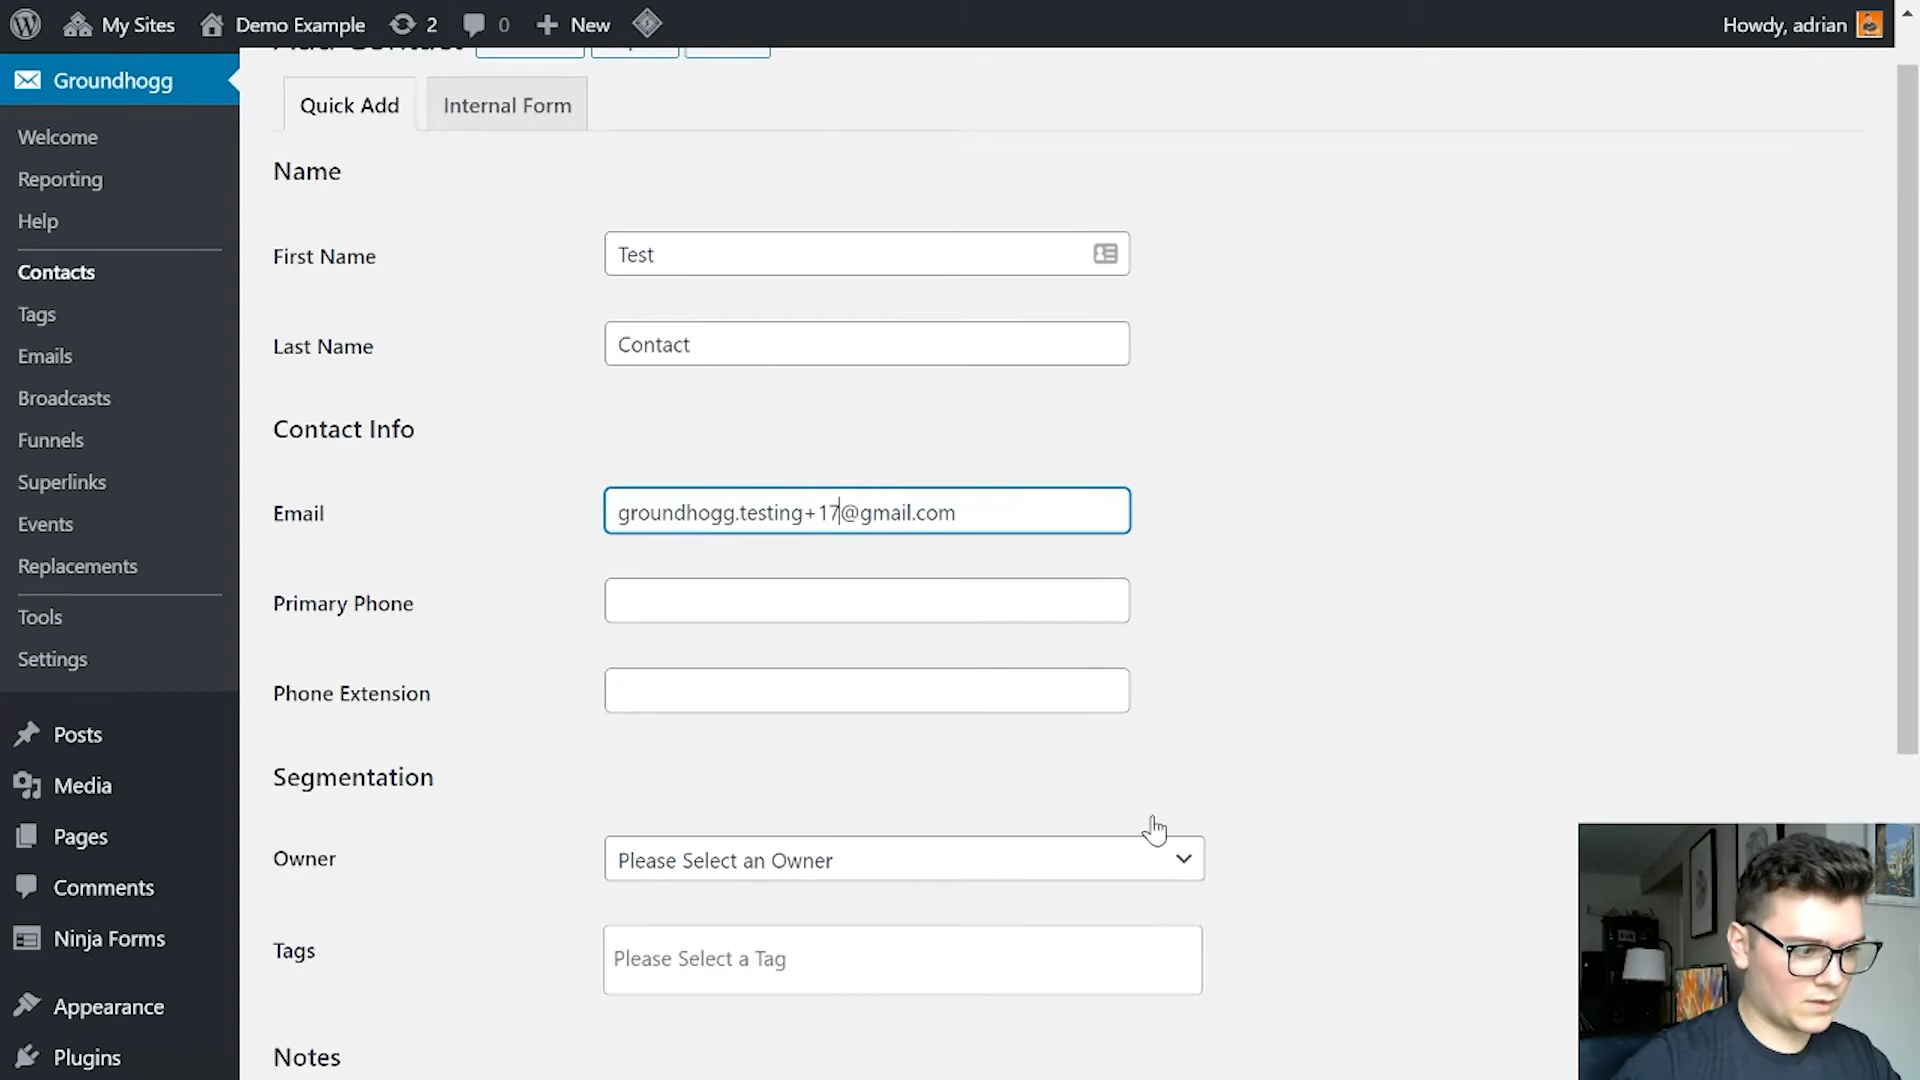 My Sites
Demo Example
2
0
New
Howdy, adrian
Groundhogg
Welcome
Reporting
Help
Contacts
Tags
Emails
Broadcasts
Funnels
Superlinks
Events
Replacements
Tools
Settings
Posts
Media
Pages
Comments
Ninja Forms
Appearance
Plugins
Add Contact
Quick Add
Internal Form
Name
First Name
Test
Last Name
Contact
Contact Info
Email
groundhogg.testing+17@gmail.com
Primary Phone
Phone Extension
Segmentation
Owner
Please Select an Owner
Tags
Please Select a Tag
Notes